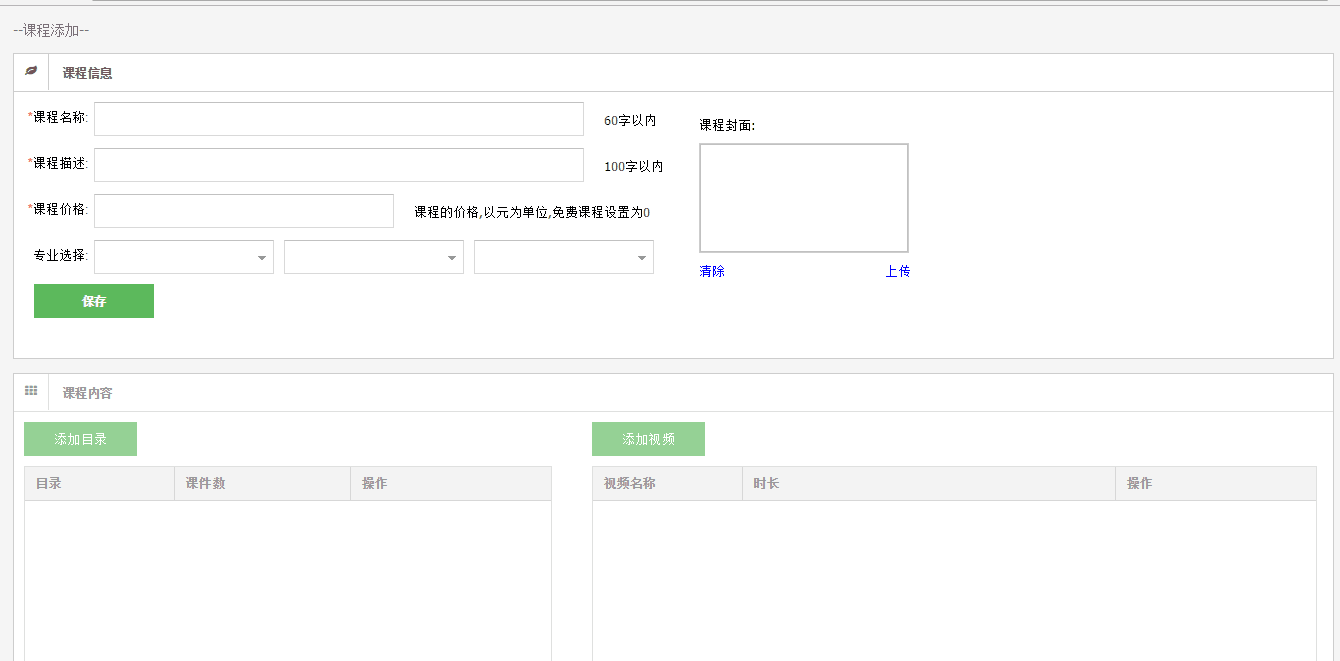 --课程添加--
课程信息
*课程名称: 60字以内
*课程描述: 100字以内
*课程价格: 课程的价格,以元为单位,免费课程设置为0
专业选择:
保存
课程封面:
清除 上传
课程内容
添加目录
目录 课件数 操作
添加视频
视频名称 时长 操作